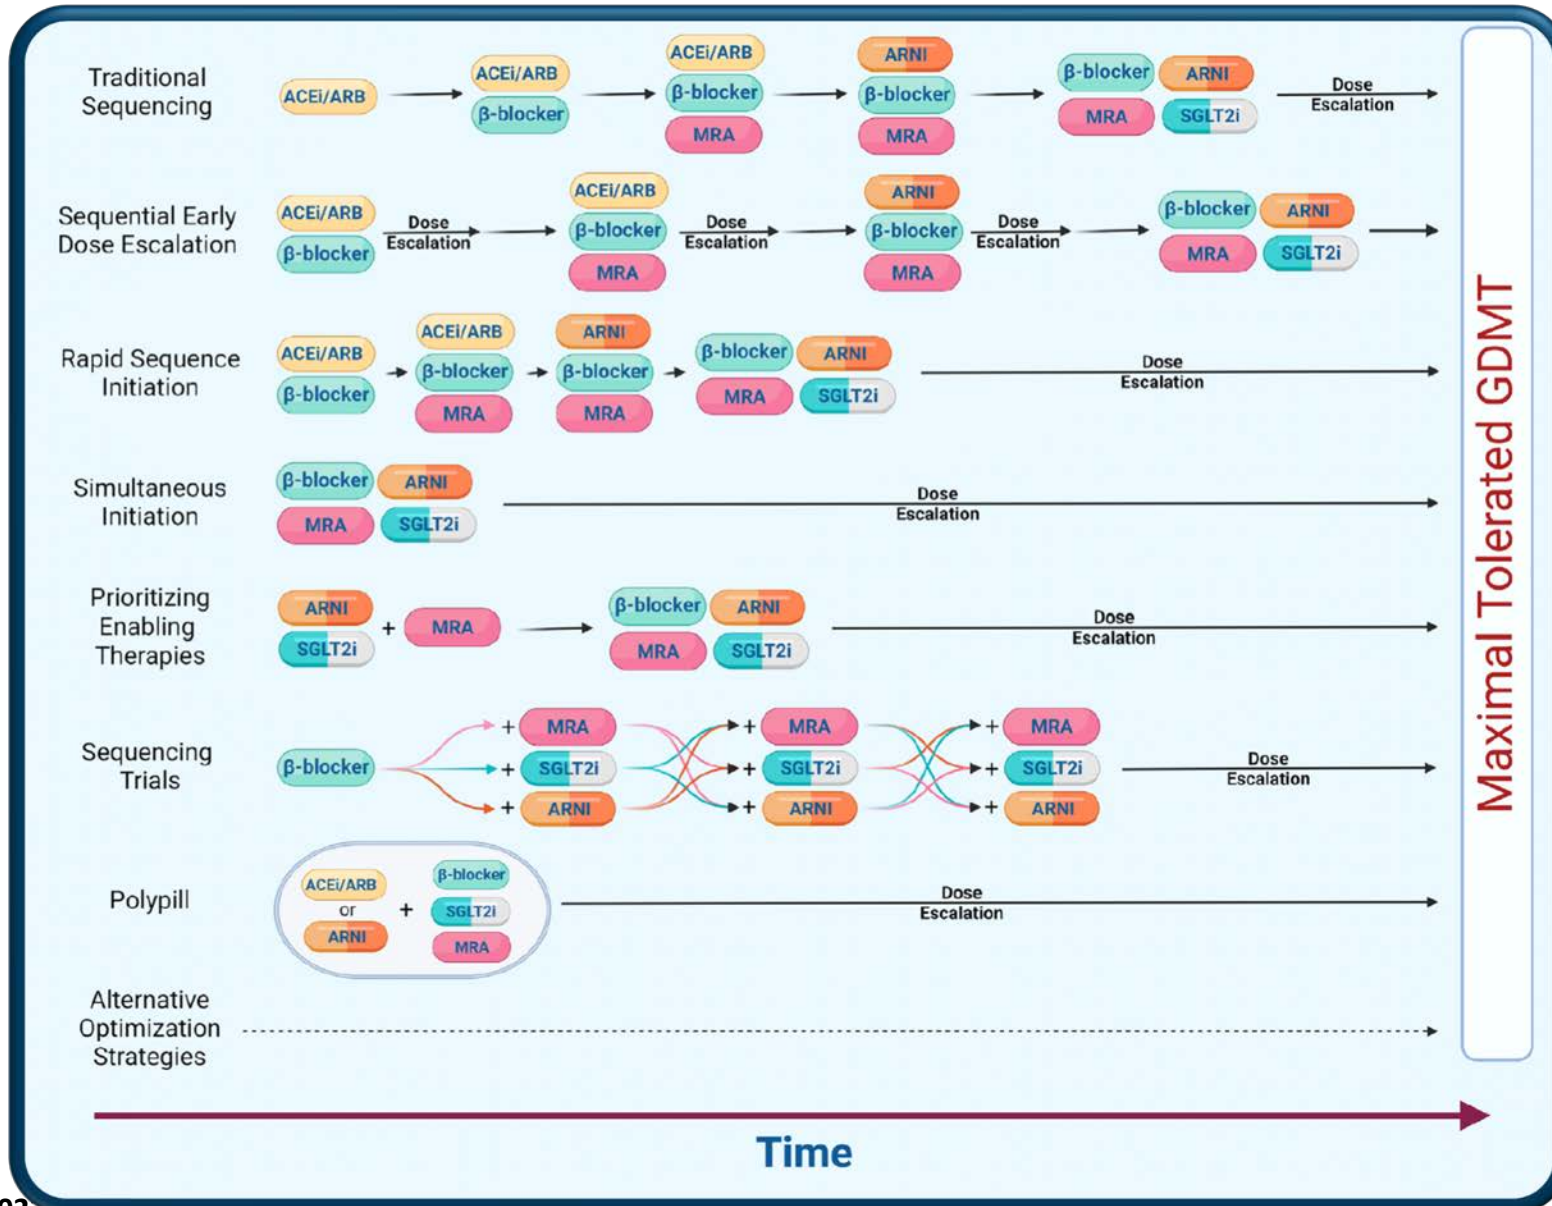 Traditional
Sequencing
ACEi/ARB
ACEi/ARB
β-blocker
ACEi/ARB
β-blocker
MRA
ARNI
β-blocker
MRA
β-blocker ARNI
MRA SGLT2i
Dose
Escalation
Sequential Early
Dose Escalation
ACEi/ARB
β-blocker
Dose
Escalation
ACEi/ARB
β-blocker
MRA
Dose
Escalation
ARNI
β-blocker
MRA
Dose
Escalation
β-blocker ARNI
MRA SGLT2i
Rapid Sequence
Initiation
ACEi/ARB
β-blocker
ACEi/ARB
β-blocker
MRA
ARNI
β-blocker
MRA
β-blocker ARNI
MRA SGLT2i
Dose
Escalation
Simultaneous
Initiation
β-blocker ARNI
MRA SGLT2i
Dose
Escalation
Prioritizing
Enabling
Therapies
ARNI
SGLT2i
+ MRA
β-blocker ARNI
MRA SGLT2i
Dose
Escalation
Sequencing
Trials
β-blocker
+ MRA
+ SGLT2i
+ ARNI
+ MRA
+ SGLT2i
+ ARNI
+ MRA
+ SGLT2i
+ ARNI
Dose
Escalation
Polypill
ACEi/ARB
or
ARNI
+
β-blocker
SGLT2i
MRA
Dose
Escalation
Alternative
Optimization
Strategies
Maximal Tolerated GDMT
Time